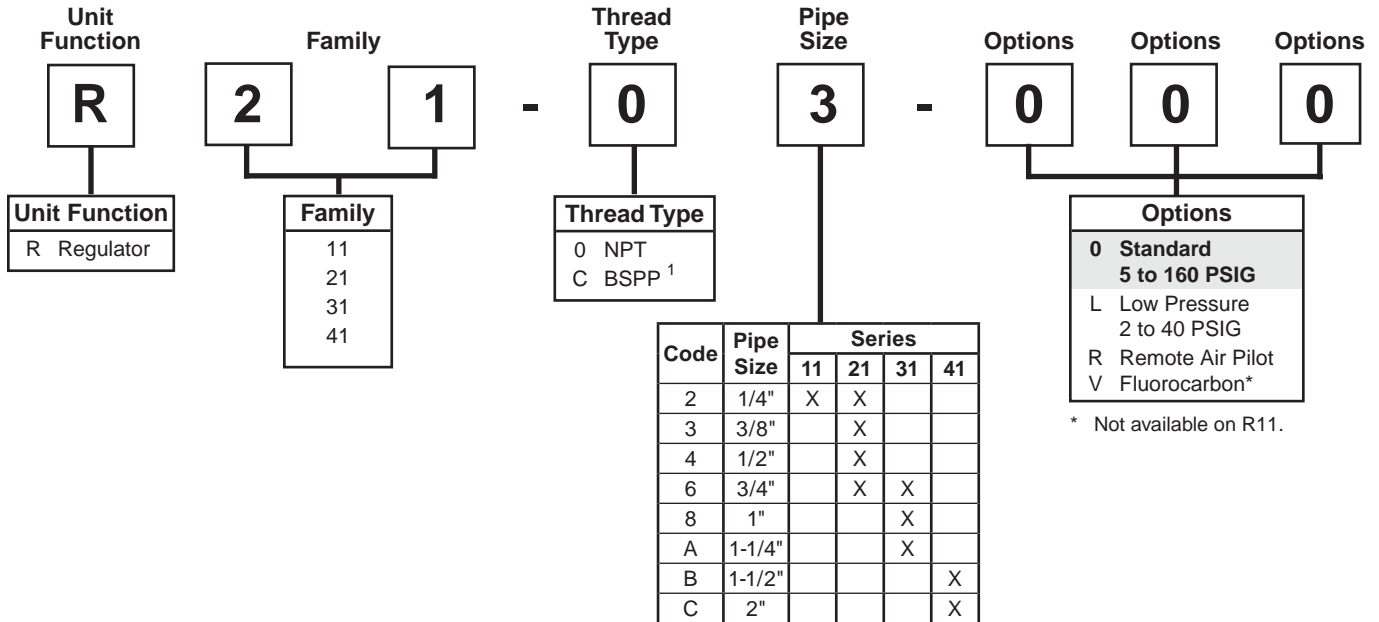 Unit Function
Family
Thread Type
Pipe Size
Options
Options
Options
R 2 1 - 0 3 - 0 0 0
Unit Function
R Regulator
Family
11
21
31
41
Thread Type
0 NPT
C BSPP 1
Options
0 Standard
5 to 160 PSIG
L Low Pressure
2 to 40 PSIG
R Remote Air Pilot
V Fluorocarbon*
* Not available on R11.
Code Pipe Size Series
11 21 31 41
2 1/4" X X
3 3/8" X
4 1/2" X
6 3/4" X X
8 1" X
A 1-1/4" X
B 1-1/2" X
C 2" X